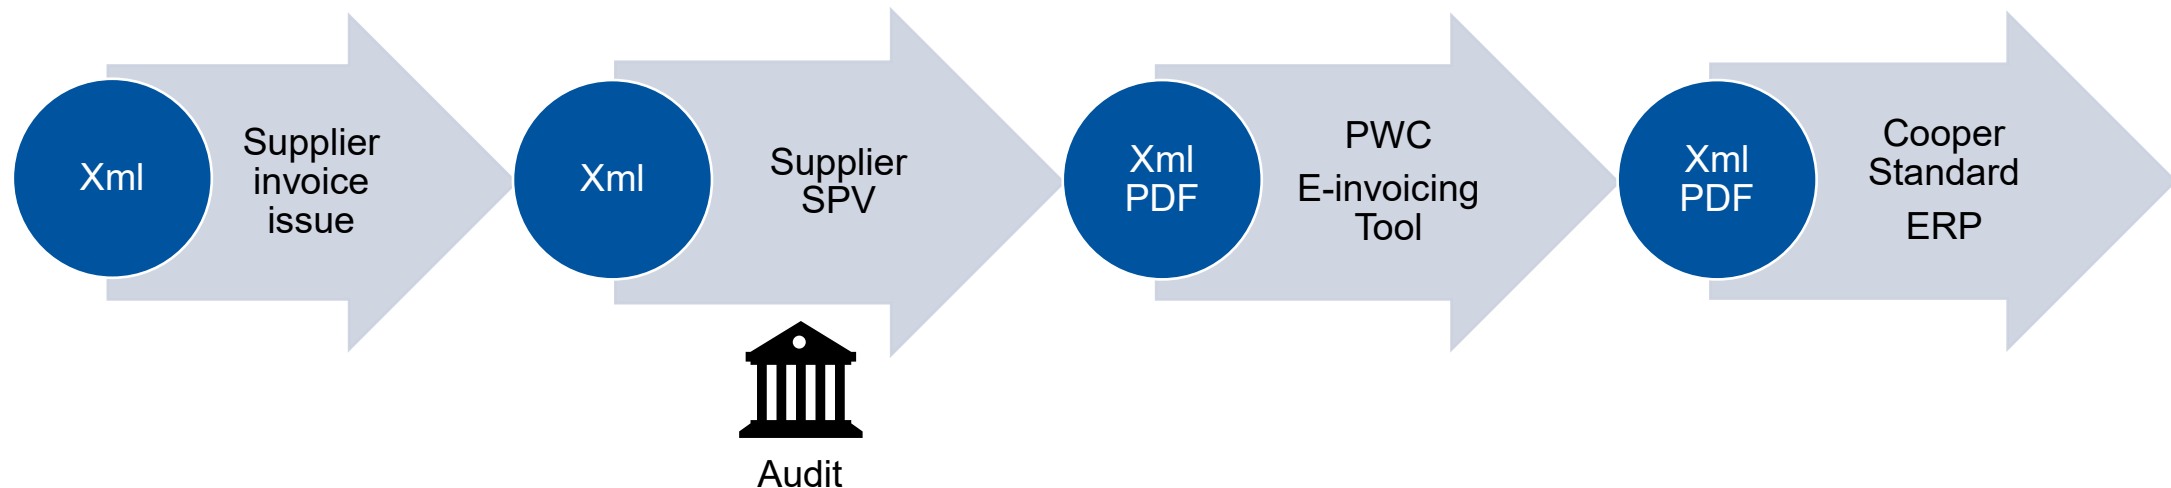 Xml
Supplier
invoice
issue
Xml
Supplier
SPV
Audit
Xml
PDF
PWC
E-invoicing
Tool
Xml
PDF
Cooper
Standard
ERP